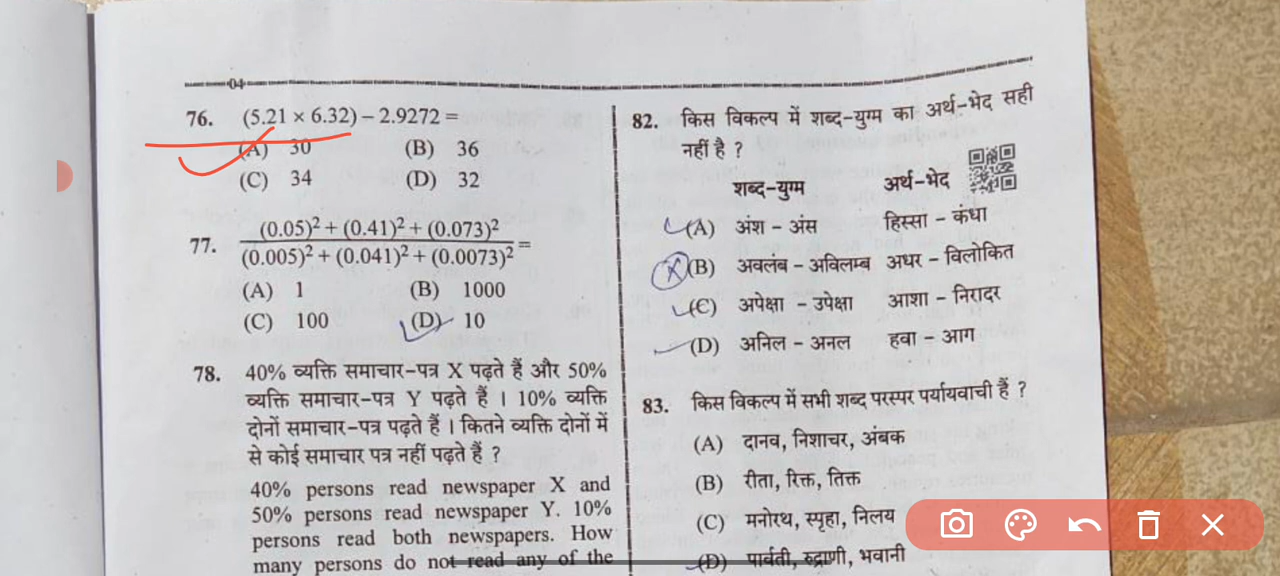 04
76. (5.21 × 6.32) – 2.9272 =
(A) 30 (B) 36
(C) 34 (D) 32
77. (0.05)² + (0.41)² + (0.073)²
(0.005)² + (0.041)² + (0.0073)² =
(A) 1 (B) 1000
(C) 100 (D) 10
78. 40% व्यक्ति समाचार-पत्र X पढ़ते हैं और 50%
व्यक्ति समाचार-पत्र Y पढ़ते हैं । 10% व्यक्ति
दोनों समाचार-पत्र पढ़ते हैं । कितने व्यक्ति दोनों में
से कोई समाचार पत्र नहीं पढ़ते हैं ?
40% persons read newspaper X and
50% persons read newspaper Y. 10%
persons read both newspapers. How
many persons do not read any of the
82. किस विकल्प में शब्द-युग्म का अर्थ-भेद सही
नहीं है ?
शब्द-युग्म अर्थ-भेद
(A) अंश – अंस हिस्सा – कंधा
(B) अवलंब – अविलम्ब अधर – विलोकित
(C) अपेक्षा – उपेक्षा आशा – निरादर
(D) अनिल – अनल हवा – आग
83. किस विकल्प में सभी शब्द परस्पर पर्यायवाची हैं ?
(A) दानव, निशाचर, अंबक
(B) रीता, रिक्त, तिक्त
(C) मनोरथ, स्पृहा, निलय
(D) पार्वती, रुद्राणी, भवानी